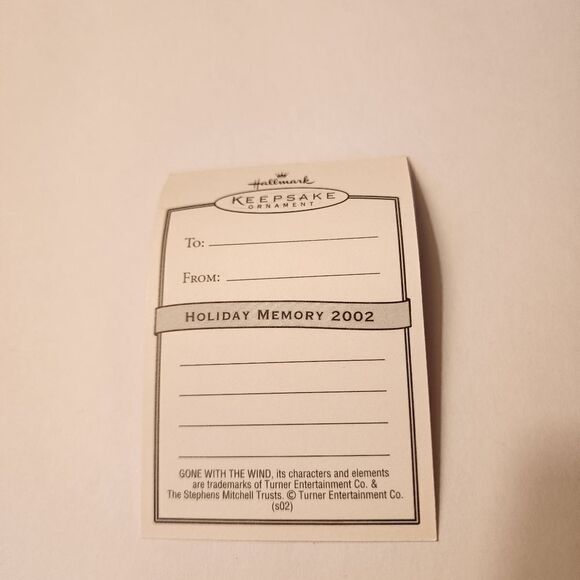 Hallmark
KEEPSAKE
ORNAMENT
TO:
FROM:
HOLIDAY MEMORY 2002
GONE WITH THE WIND, its characters and elements
are trademarks of Turner Entertainment Co. &
The Stephens Mitchell Trusts. © Turner Entertainment Co.
(s02)